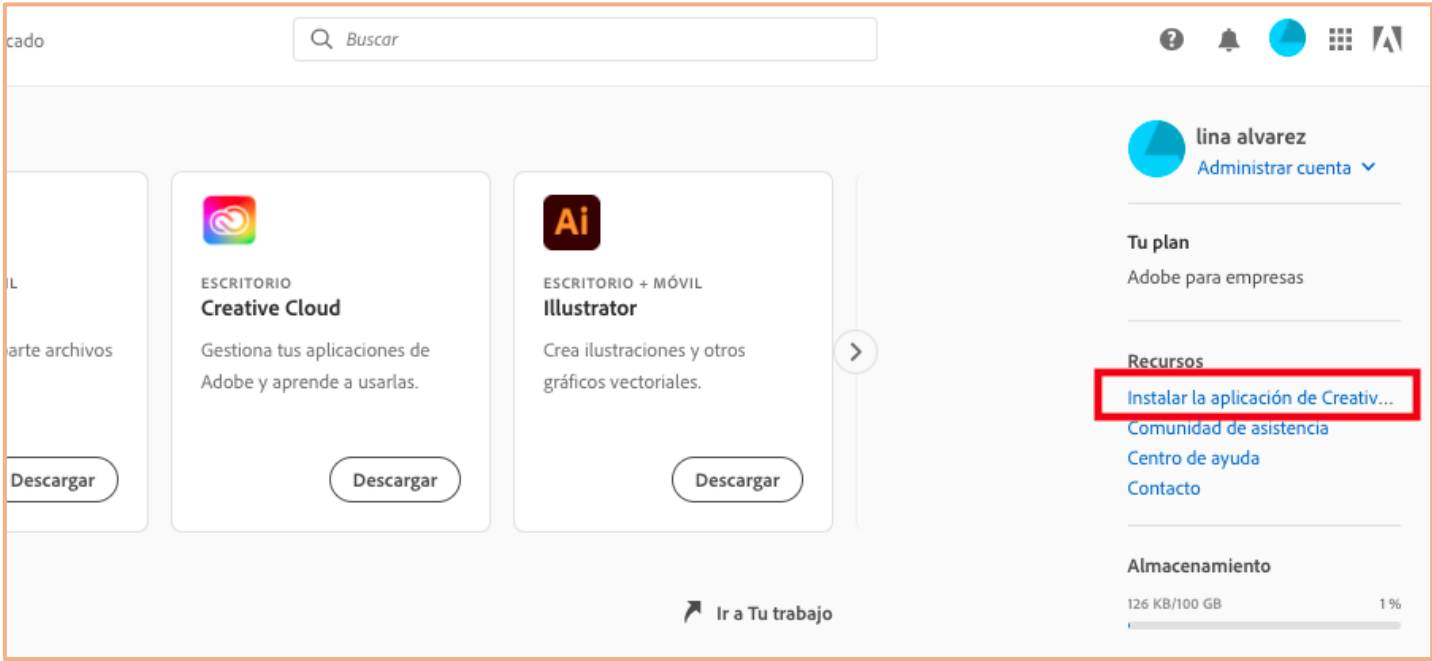 cado
Buscar
lina alvarez
Administrar cuenta
IL
arte archivos
Descargar
ESCRITORIO
Creative Cloud
Gestiona tus aplicaciones de
Adobe y aprende a usarlas.
Descargar
Ai
ESCRITORIO + MÓVIL
Illustrator
Crea ilustraciones y otros
gráficos vectoriales.
Descargar
Ir a Tu trabajo
Tu plan
Adobe para empresas
Recursos
Instalar la aplicación de Creativ...
Comunidad de asistencia
Centro de ayuda
Contacto
Almacenamiento
126 KB/100 GB 1 %